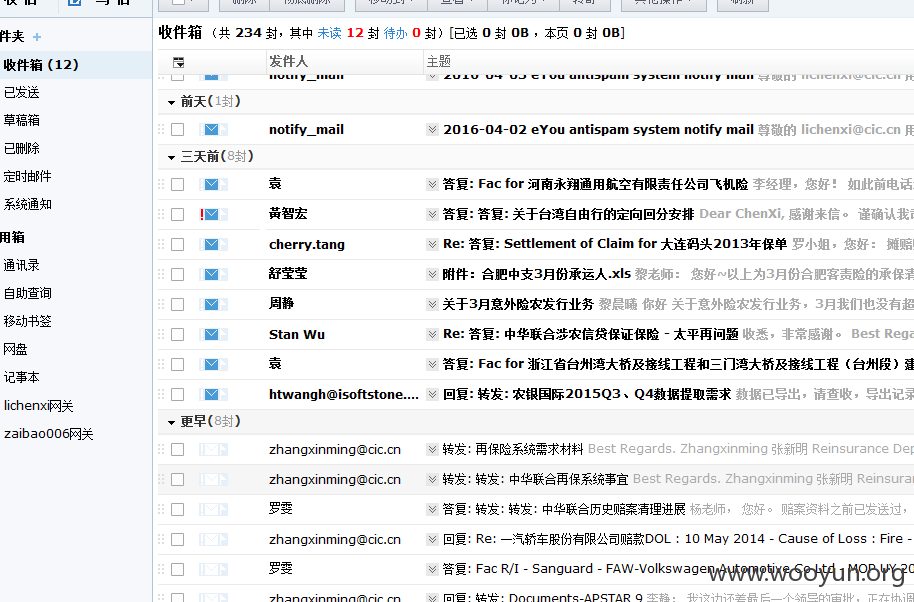 收件箱（共 234 封，其中 未读 12 封 待办 0 封）[已选 0 封 0B ，本页 0 封 0B]
件夹 +
收件箱 (12)
已发送
草稿箱
已删除
定时邮件
系统通知
用箱
通讯录
自助查询
移动书签
网盘
记事本
lichenxi网关
zaibao006网关
发件人 主题
notify_mail 2016-04-03 eYou antispam system notify mail 尊敬的 lichenxi@cic.cn 用
前天(1封)
notify_mail 2016-04-02 eYou antispam system notify mail 尊敬的 lichenxi@cic.cn 用
三天前(8封)
袁 答复: Fac for 河南永翔通用航空有限责任公司飞机险 李经理，您好！ 如此前电话
黃智宏 答复: 答复: 关于台湾自由行的定向回分安排 Dear ChenXi, 感谢来信。 谨确认我
cherry.tang Re: 答复: Settlement of Claim for 大连码头2013年保单 罗小姐，您好： 摊赔
舒莹莹 附件：合肥中支3月份承运人.xls 黎老师： 您好~以上为3月份合肥客责险的承保清
周静 关于3月意外险农发行业务 黎晨曦 你好 关于意外险农发行业务，3月我们也没有超
Stan Wu Re: 答复: 中华联合涉农信贷保证保险 - 太平再问题 收悉，非常感谢。 Best Rega
袁 答复: Fac for 浙江省台州湾大桥及接线工程和三门湾大桥及接线工程（台州段）建
htwangh@isoftstone.... 回复: 转发: 农银国际2015Q3、Q4数据提取需求 数据已导出，请查收，导出记录
更早(8封)
zhangxinming@cic.cn 转发: 再保险系统需求材料 Best Regards. Zhangxinming 张新明 Reinsurance Dep
zhangxinming@cic.cn 转发: 转发: 中华联合再保系统事宜 Best Regards. Zhangxinming 张新明 Reinsuran
罗雯 答复: 转发: 转发: 中华联合历史赔案清理进展 杨老师， 您好。 赔案资料之前已发送过，
zhangxinming@cic.cn 回复: Re: 一汽轿车股份有限公司赔款DOL : 10 May 2014 - Cause of Loss : Fire -
罗雯 答复: Fac R/I - Sanguard - FAW-Volkswagen Automotive Co Ltd - MOP UY 20
zhangxinming@cic.cn 回复: 转发: Documents-APSTAR 9 李静： 我这边还差最后一个领导的审批，正在协调
www.wooyun.org